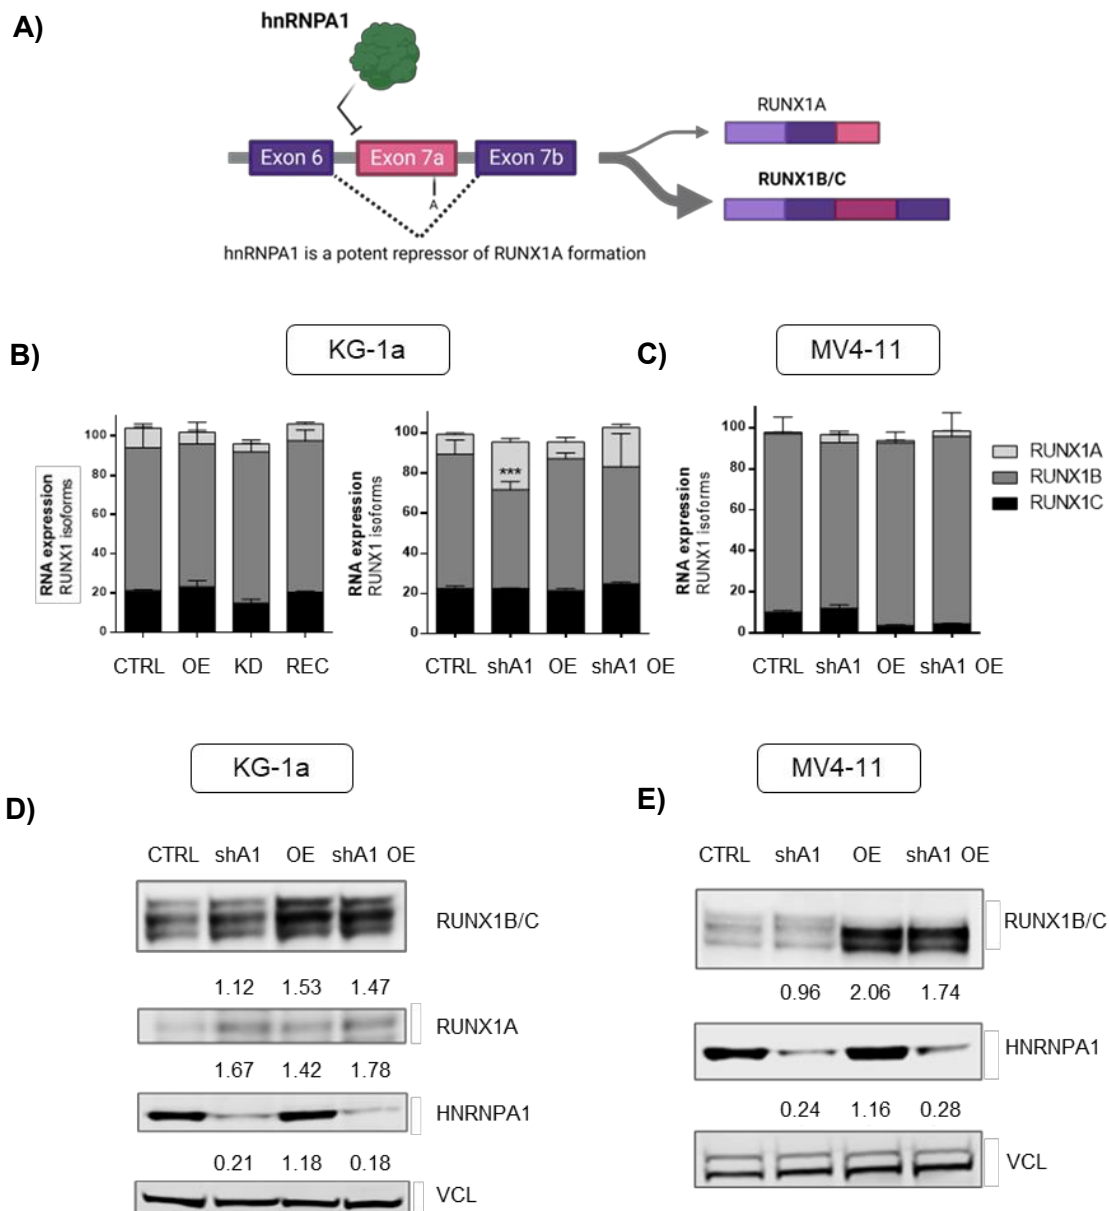 A)
hnRNPA1
Exon 6
Exon 7a
Exon 7b
A
hnRNPA1 is a potent repressor of RUNX1A formation
RUNX1A
RUNX1B/C
B)
KG-1a
RNA expression
RUNX1 isoforms
100
80
60
40
20
0
CTRL OE KD REC
RNA expression
RUNX1 isoforms
100
80
60
40
20
0
***
CTRL shA1 OE shA1 OE
C)
MV4-11
RNA expression
RUNX1 isoforms
100
80
60
40
20
0
CTRL shA1 OE shA1 OE
RUNX1A
RUNX1B
RUNX1C
D)
KG-1a
CTRL shA1 OE shA1 OE
RUNX1B/C
1.12 1.53 1.47
RUNX1A
1.67 1.42 1.78
HNRNPA1
0.21 1.18 0.18
VCL
E)
MV4-11
CTRL shA1 OE shA1 OE
RUNX1B/C
0.96 2.06 1.74
HNRNPA1
0.24 1.16 0.28
VCL